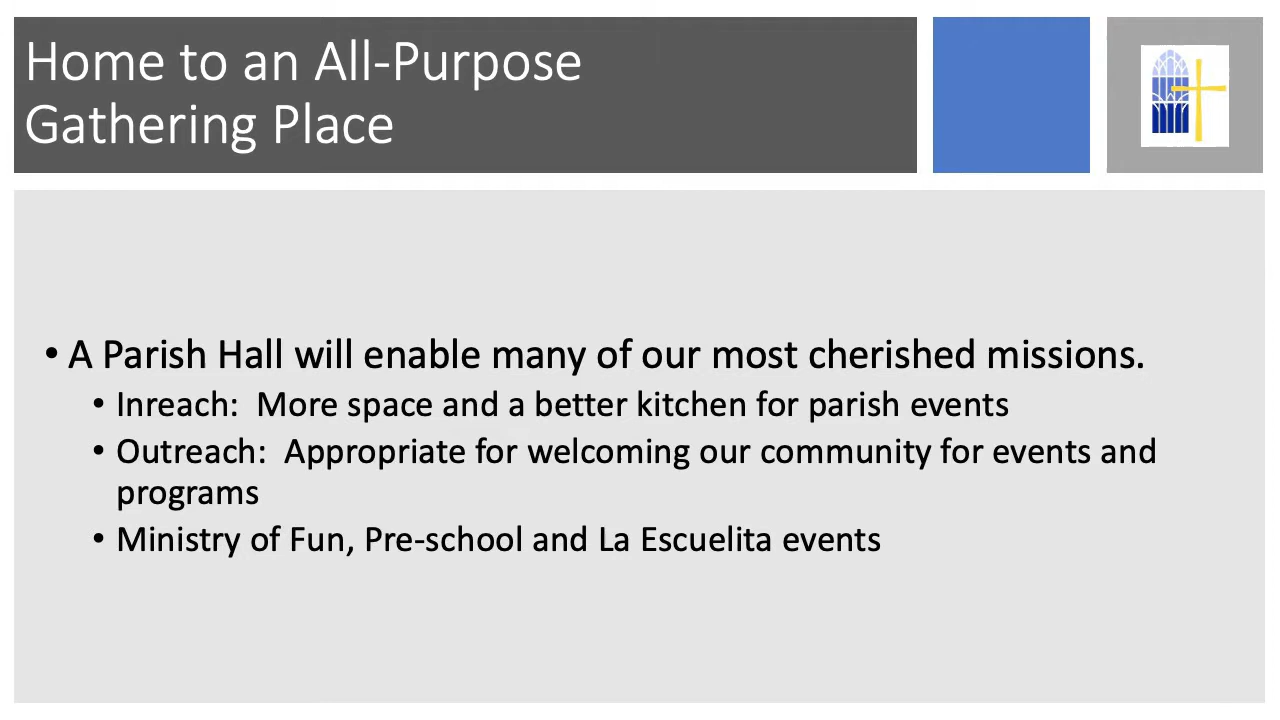 Home to an All-Purpose
Gathering Place
• A Parish Hall will enable many of our most cherished missions.
• Inreach:  More space and a better kitchen for parish events
• Outreach:  Appropriate for welcoming our community for events and
programs
• Ministry of Fun, Pre-school and La Escuelita events